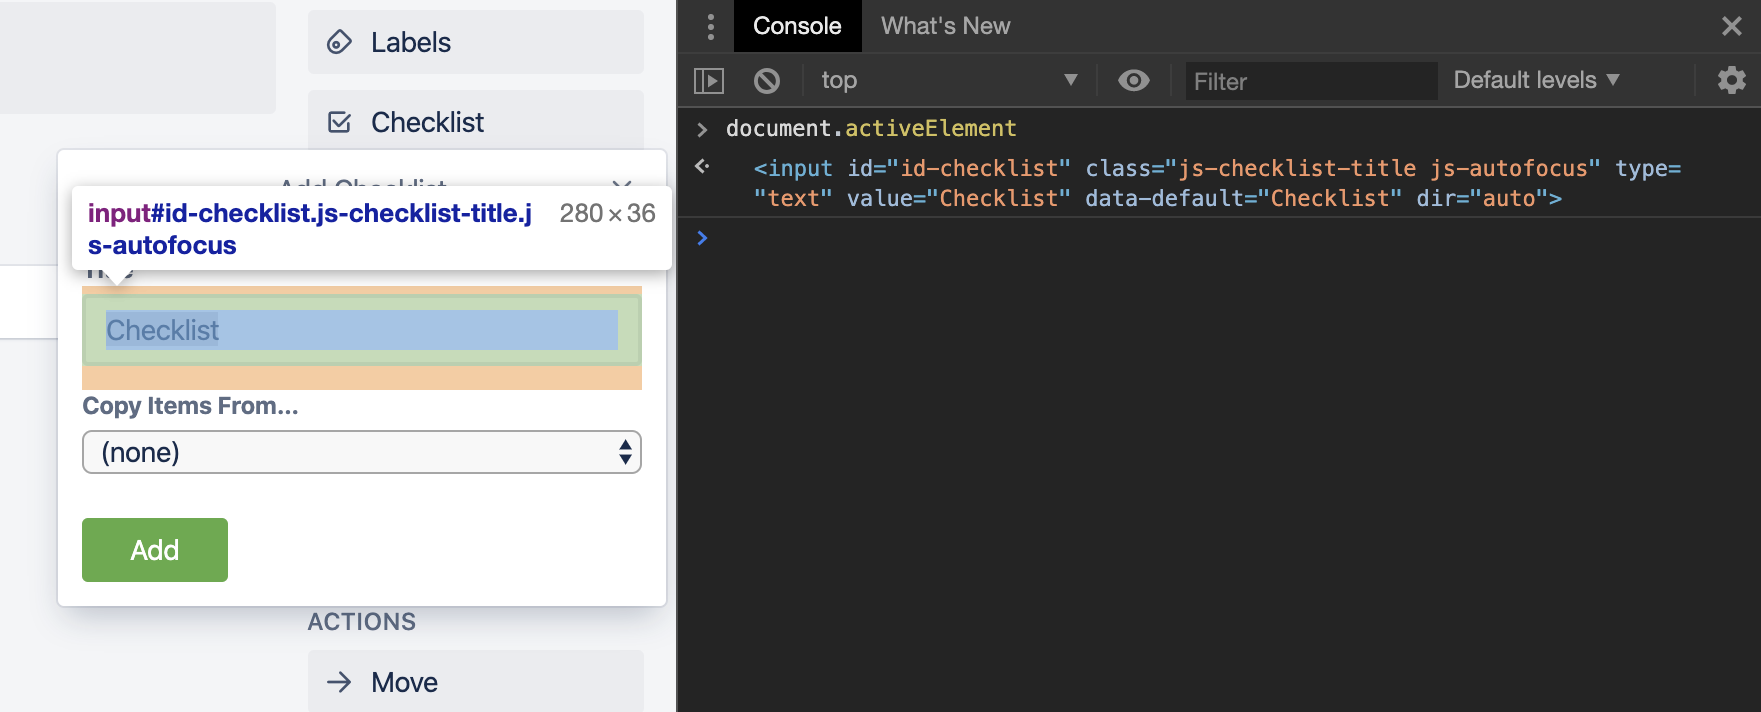 Labels
Checklist
Add Checklist
input#id-checklist.js-checklist-title.j
s-autofocus
280 × 36
Title
Checklist
Copy Items From...
(none)
Add
ACTIONS
Move
Console
What's New
top
Filter
Default levels
document.activeElement
<input id="id-checklist" class="js-checklist-title js-autofocus" type=
"text" value="Checklist" data-default="Checklist" dir="auto">